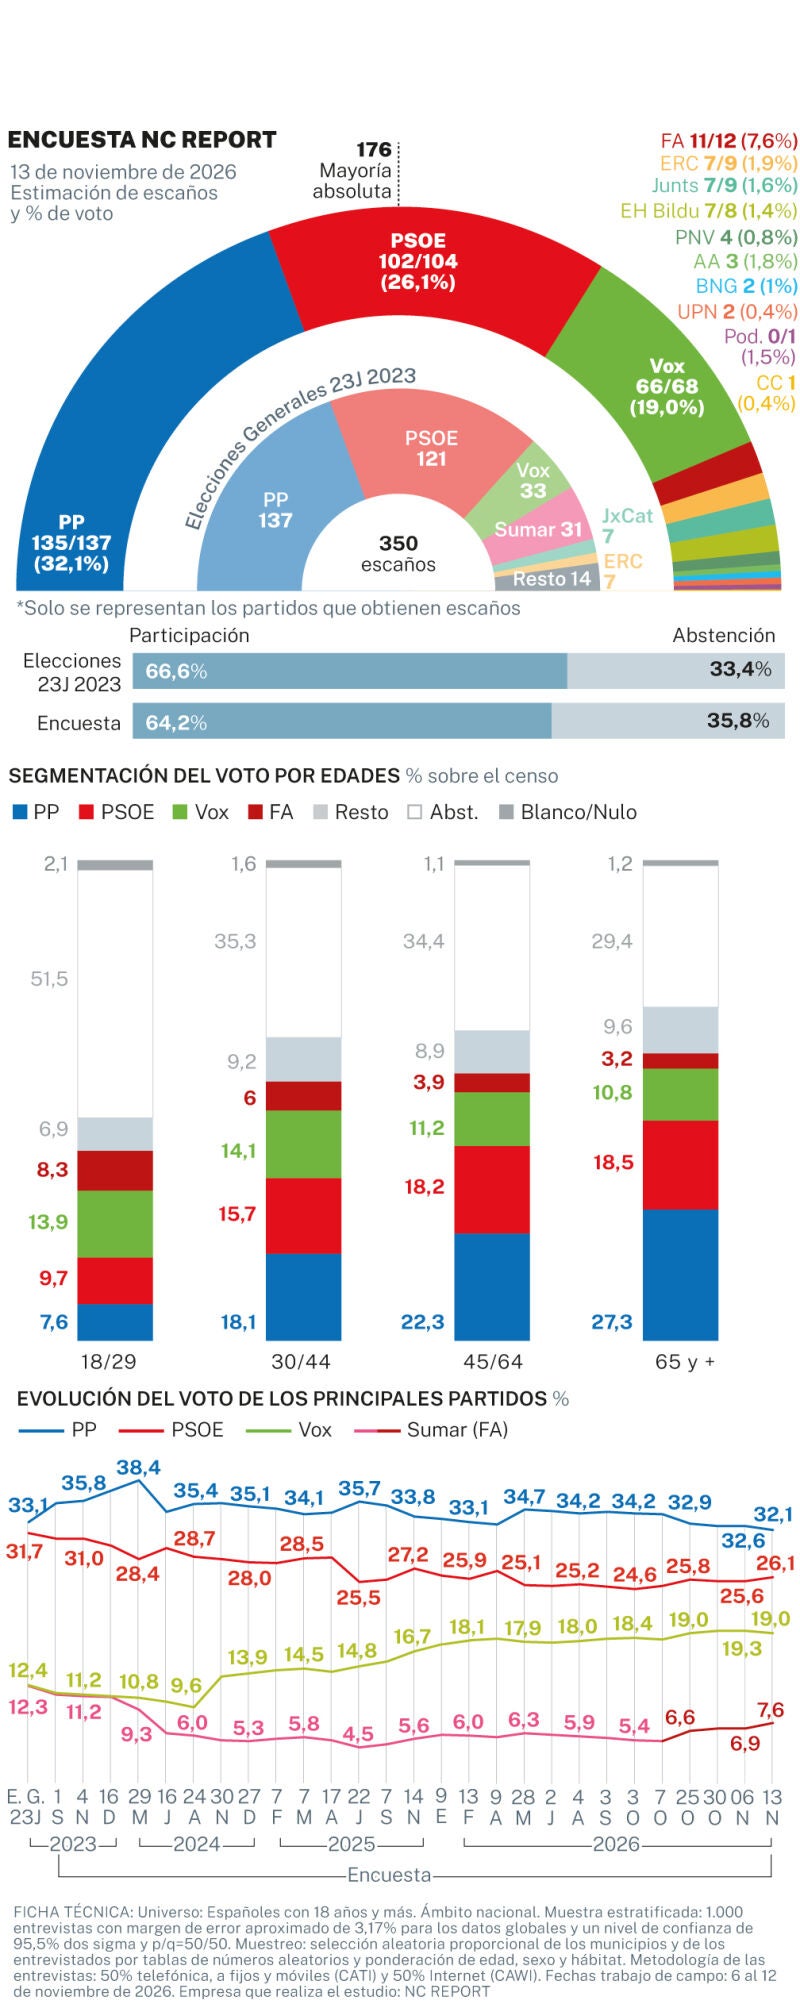 ENCUESTA NC REPORT
13 de noviembre de 2026
Estimación de escaños
y % de voto
176
Mayoría
absoluta
FA 11/12 (7,6%)
ERC 7/9 (1,9%)
Junts 7/9 (1,6%)
EH Bildu 7/8 (1,4%)
PNV 4 (0,8%)
AA 3 (1,8%)
BNG 2 (1%)
UPN 2 (0,4%)
Pod. 0/1
(1,5%)
CC 1
(0,4%)
PSOE
102/104
(26,1%)
Vox
66/68
(19,0%)
PP
135/137
(32,1%)
Elecciones Generales 23J 2023
PP
137
PSOE
121
Vox
33
Sumar 31
JxCat
7
ERC
7
Resto 14
350
escaños
*Solo se representan los partidos que obtienen escaños
Participación Abstención
Elecciones
23J 2023
66,6% 33,4%
Encuesta 64,2% 35,8%
SEGMENTACIÓN DEL VOTO POR EDADES % sobre el censo
PP PSOE Vox FA Resto Abst. Blanco/Nulo
2,1
51,5
6,9
8,3
13,9
9,7
7,6
18/29
1,6
35,3
9,2
6
14,1
15,7
18,1
30/44
1,1
34,4
8,9
3,9
11,2
18,2
22,3
45/64
1,2
29,4
9,6
3,2
10,8
18,5
27,3
65 y +
EVOLUCIÓN DEL VOTO DE LOS PRINCIPALES PARTIDOS %
PP PSOE Vox Sumar (FA)
33,1 35,8 38,4 35,4 35,1 34,1 35,7 33,8 33,1 34,7 34,2 34,2 32,9 32,6 32,1
31,7 31,0 28,4 28,7 28,0 28,5 25,5 27,2 25,9 25,1 25,2 24,6 25,8 25,6 26,1
12,4 11,2 10,8 9,6 13,9 14,5 14,8 16,7 18,1 17,9 18,0 18,4 19,0 19,3 19,0
12,3 11,2 9,3 6,0 5,3 5,8 4,5 5,6 6,0 6,3 5,9 5,4 6,6 6,9 7,6
E. G. 1 4 16 29 16 24 30 27 7 7 17 22 7 14 9 13 9 28 2 4 3 3 7 25 30 06 13
23J S N D M J A N D F M A J S N E F A M J A S O O O O N N
2023 2024 2025 2026
Encuesta
FICHA TÉCNICA: Universo: Españoles con 18 años y más. Ámbito nacional. Muestra estratificada: 1.000
entrevistas con margen de error aproximado de 3,17% para los datos globales y un nivel de confianza de
95,5% dos sigma y p/q=50/50. Muestreo: selección aleatoria proporcional de los municipios y de los
entrevistados por tablas de números aleatorios y ponderación de edad, sexo y hábitat. Metodología de las
entrevistas: 50% telefónica, a fijos y móviles (CATI) y 50% Internet (CAWI). Fechas trabajo de campo: 6 al 12
de noviembre de 2026. Empresa que realiza el estudio: NC REPORT